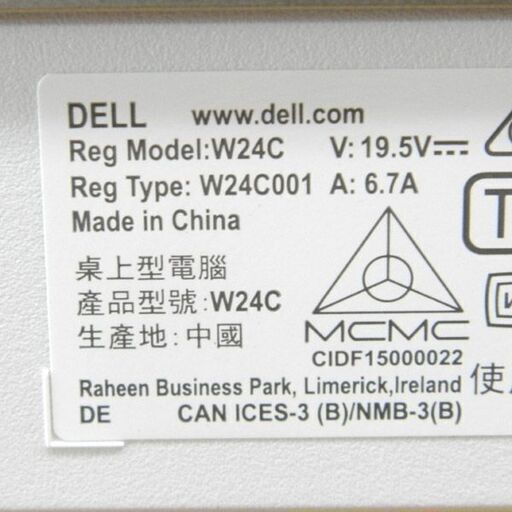 DELL www.dell.com
Reg Model:W24C V: 19.5V⎓
Reg Type: W24C001 A: 6.7A
Made in China
桌上型電腦
產品型號:W24C
生產地:中國
MCMC
CIDF15000022
Raheen Business Park, Limerick,Ireland
DE CAN ICES-3 (B)/NMB-3(B)
使